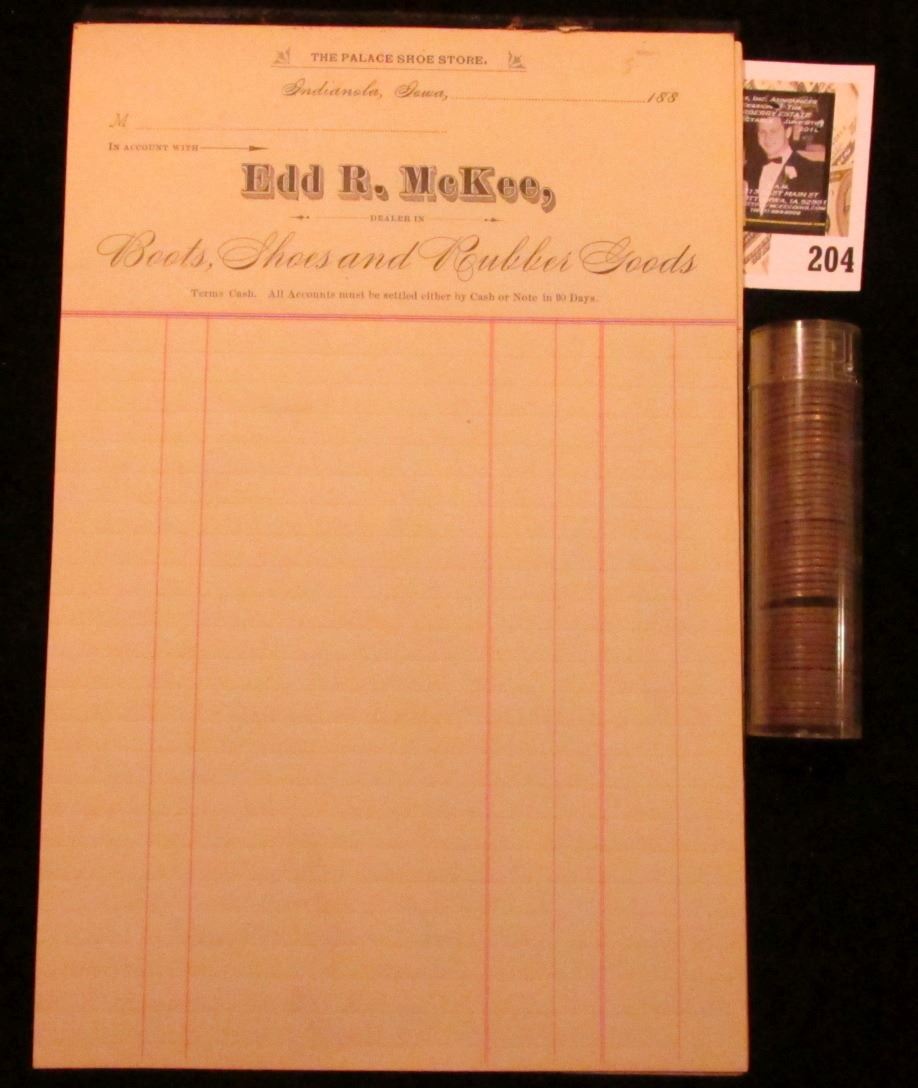 THE PALACE SHOE STORE.
Indianola, Iowa, 188
M
IN ACCOUNT WITH
Edd R. McKee,
DEALER IN
Boots, Shoes and Rubber Goods
Terms Cash. All Accounts must be settled either by Cash or Note in 90 Days.
204